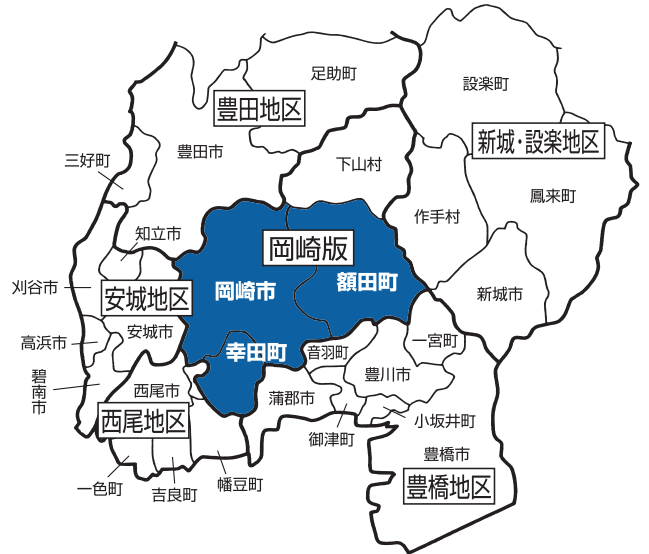 足助町
設楽町
豊田地区
新城・設楽地区
豊田市
三好町
下山村
鳳来町
作手村
知立市
岡崎版
刈谷市
安城地区
岡崎市
額田町
新城市
高浜市
安城市
一宮町
幸田町
音羽町
豊川市
碧南市
西尾市
蒲郡市
西尾地区
小坂井町
御津町
豊橋市
豊橋地区
一色町
吉良町
幡豆町